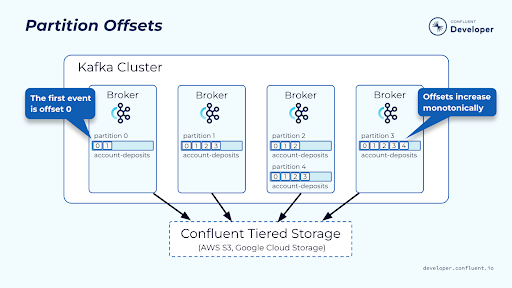 Partition Offsets
CONFLUENT
Developer
Kafka Cluster
The first event
is offset 0
Offsets increase
monotonically
Broker
partition 0
0 1
account-deposits
Broker
partition 1
0 1 2 3
account-deposits
Broker
partition 2
0 1 2
account-deposits
partition 4
0 1 2 3
account-deposits
Broker
partition 3
0 1 2 3 4
account-deposits
Confluent Tiered Storage
(AWS S3, Google Cloud Storage)
developer.confluent.io